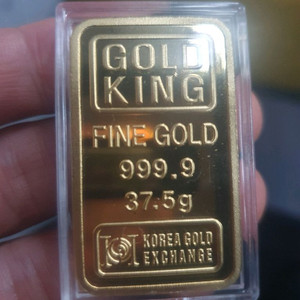 GOLD
KING
FINE GOLD
999.9
37.5g
KOREA GOLD
EXCHANGE